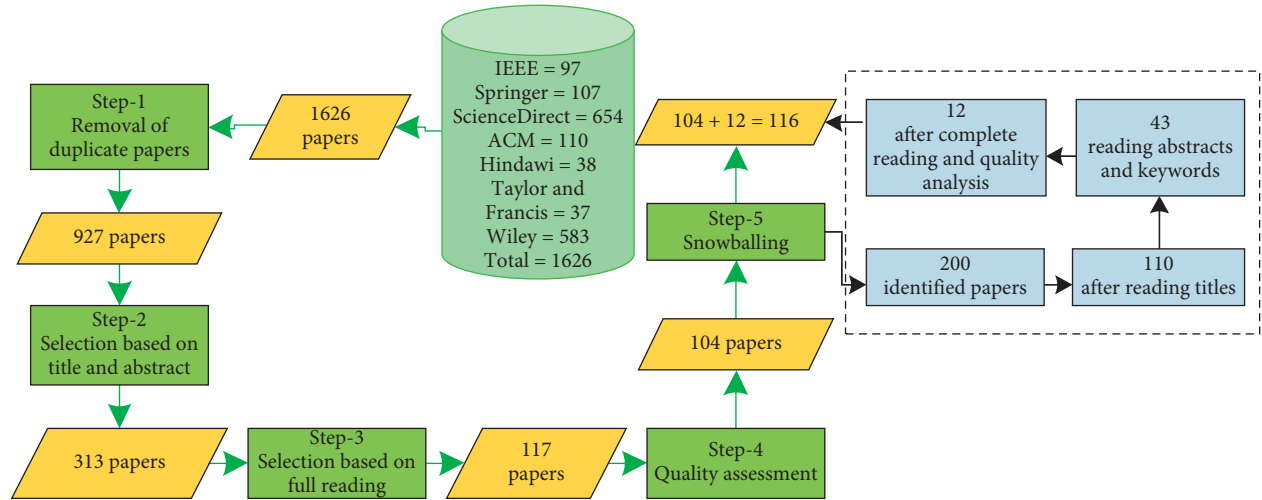 IEEE = 97
Springer = 107
ScienceDirect = 654
ACM = 110
Hindawi = 38
Taylor and
Francis = 37
Wiley = 583
Total = 1626
1626
papers
Step-1
Removal of
duplicate papers
927 papers
Step-2
Selection based on
title and abstract
313 papers
Step-3
Selection based on
full reading
117
papers
Step-4
Quality assessment
104 papers
Step-5
Snowballing
200
identified papers
110
after reading titles
43
reading abstracts
and keywords
12
after complete
reading and quality
analysis
104 + 12 = 116